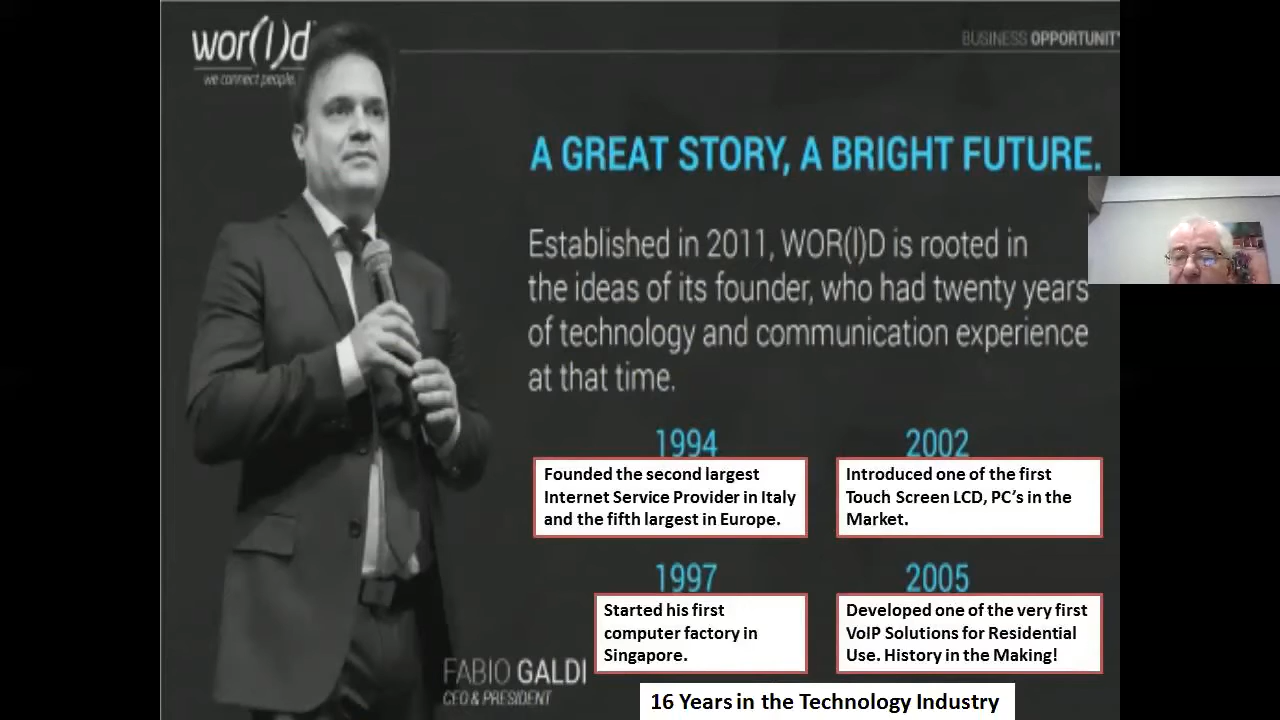 wor(l)d
we connect people.
BUSINESS OPPORTUNITY
A GREAT STORY, A BRIGHT FUTURE.
Established in 2011, WOR(l)D is rooted in
the ideas of its founder, who had twenty years
of technology and communication experience
at that time.
1994
Founded the second largest
Internet Service Provider in Italy
and the fifth largest in Europe.
2002
Introduced one of the first
Touch Screen LCD, PC's in the
Market.
1997
Started his first
computer factory in
Singapore.
2005
Developed one of the very first
VoIP Solutions for Residential
Use. History in the Making!
FABIO GALDI
CEO & PRESIDENT
16 Years in the Technology Industry